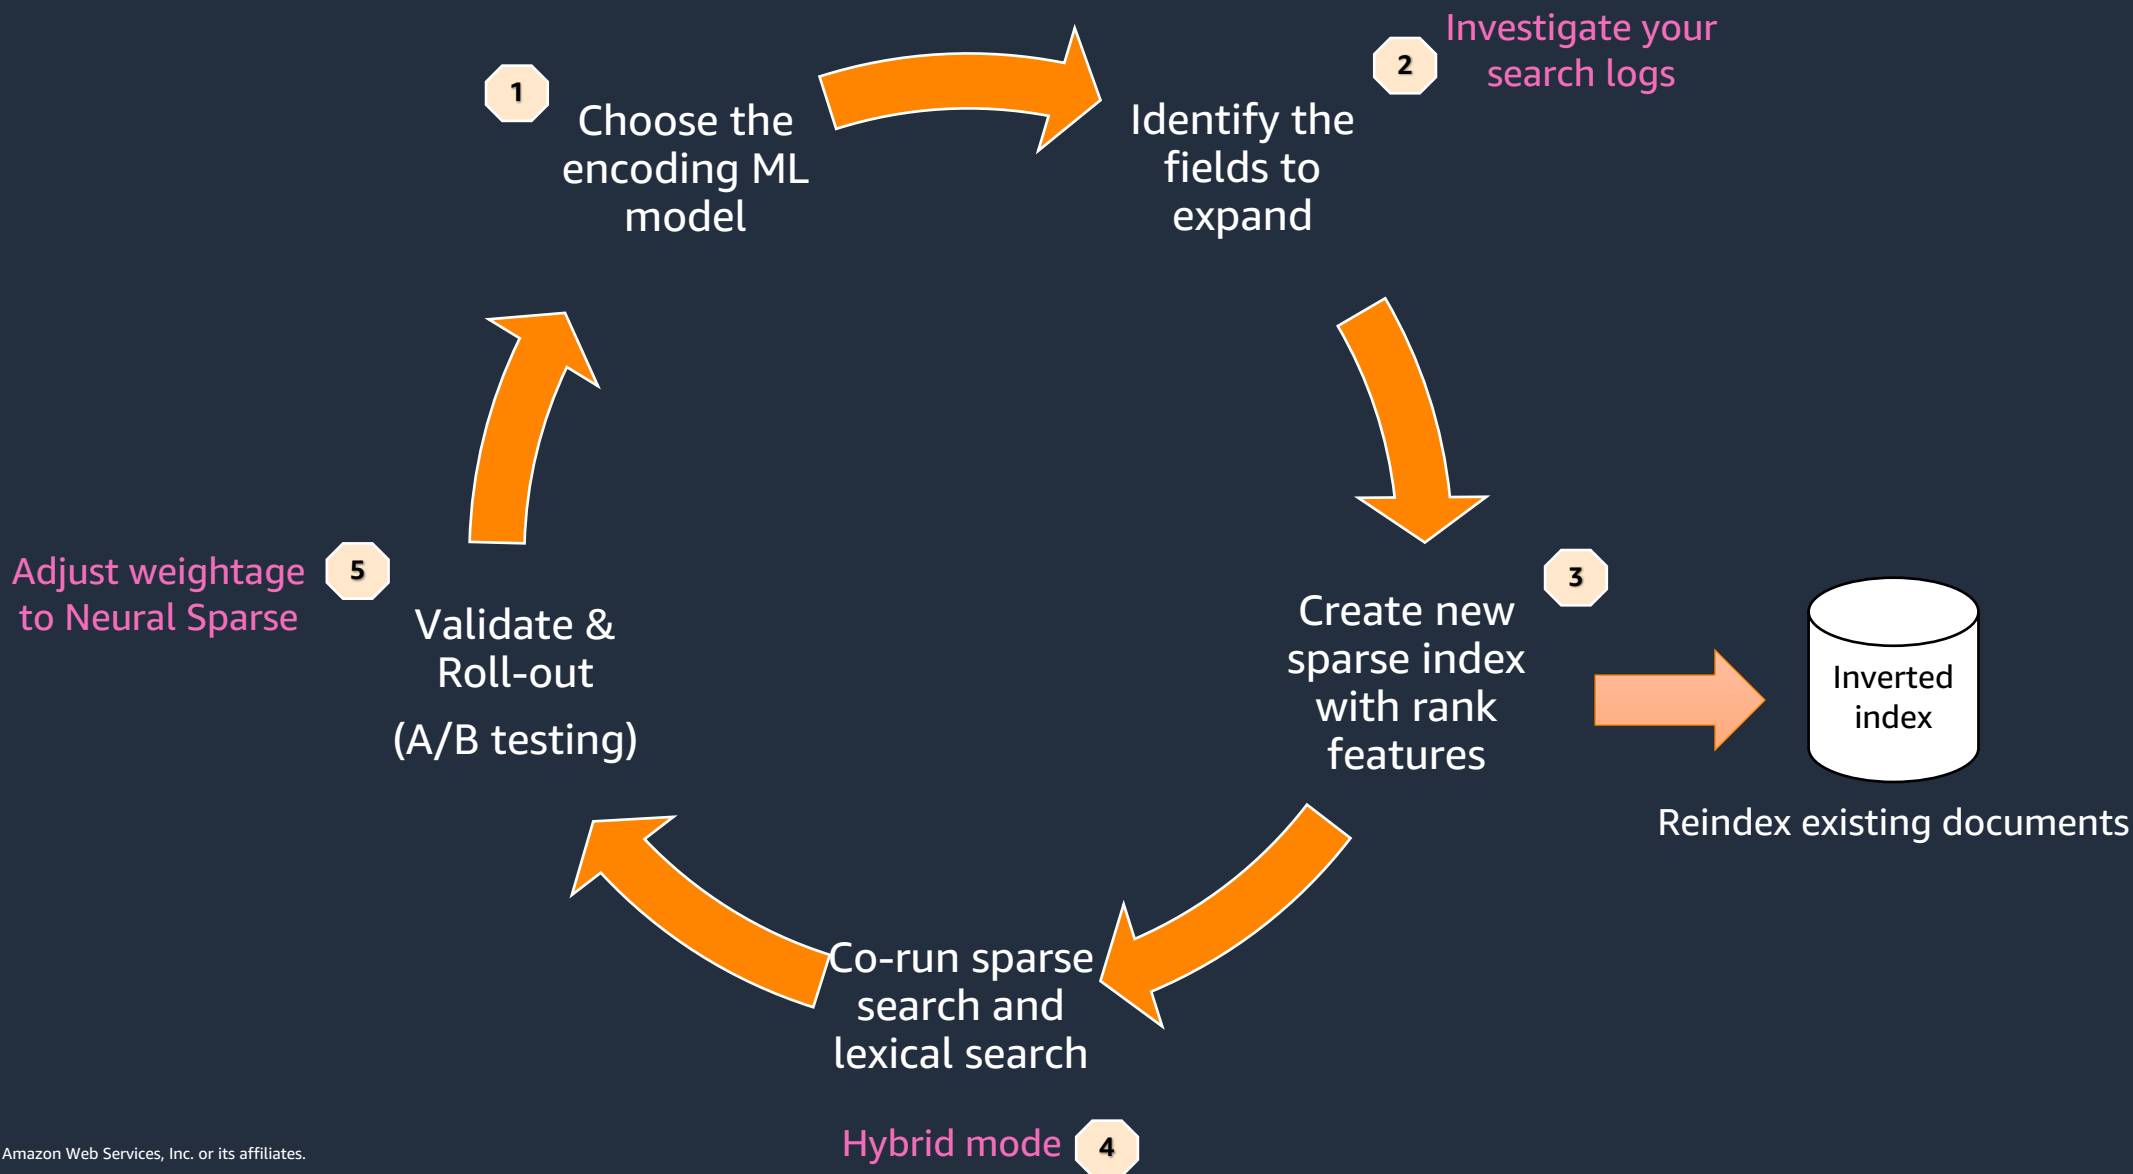 1
Choose the
encoding ML
model
2
Investigate your
search logs
Identify the
fields to
expand
3
Create new
sparse index
with rank
features
Inverted
index
Reindex existing documents
Co-run sparse
search and
lexical search
Hybrid mode
4
5
Adjust weightage
to Neural Sparse
Validate &
Roll-out
(A/B testing)
Amazon Web Services, Inc. or its affiliates.